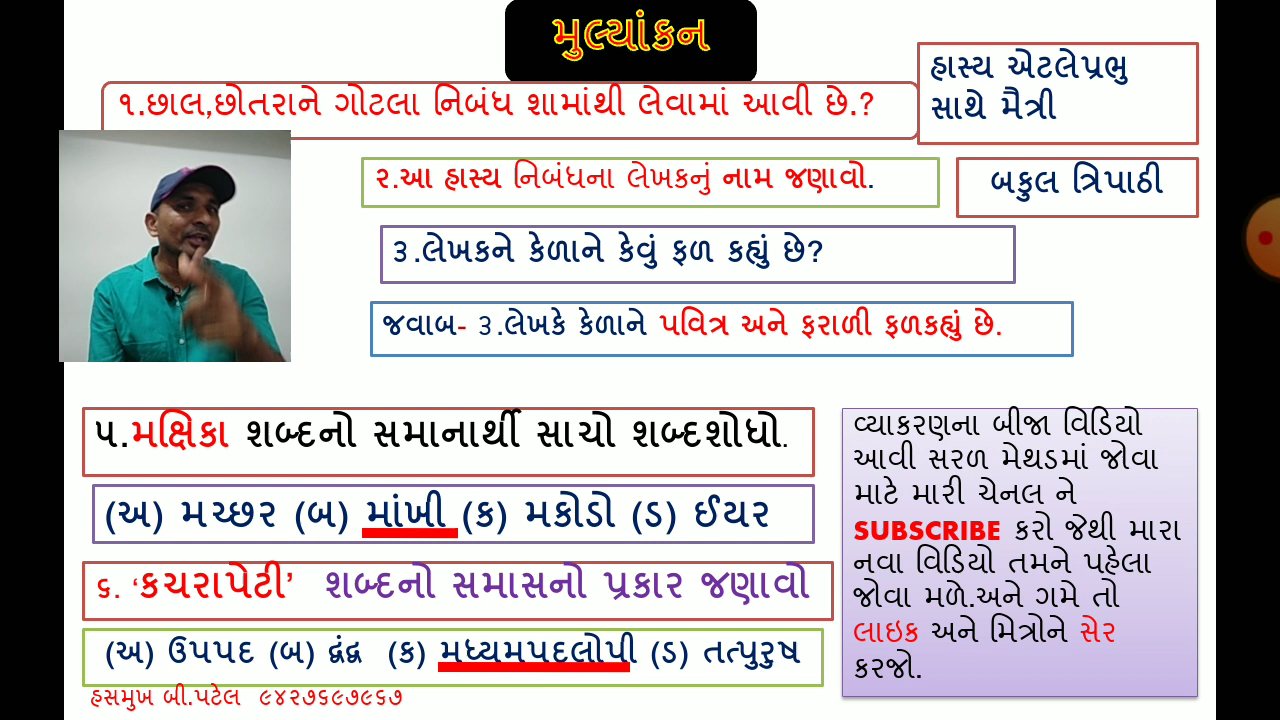 મુલ્યાંકન
૧.છાલ,છોતરાને ગોટલા નિબંધ શામાંથી લેવામાં આવી છે.?
હાસ્ય એટલેપ્રભુ
સાથે મૈત્રી
૨.આ હાસ્ય નિબંધના લેખકનું નામ જણાવો.
બકુલ ત્રિપાઠી
૩.લેખકને કેળાને કેવું ફળ કહ્યું છે?
જવાબ- ૩.લેખકે કેળાને પવિત્ર અને ફરાળી ફળકહ્યું છે.
૫.મક્ષિકા શબ્દનો સમાનાર્થી સાચો શબ્દશોધો.
(અ) મચ્છર (બ) માંખી (ક) મકોડો (ડ) ઈયર
૬. ‘કચરાપેટી’ શબ્દનો સમાસનો પ્રકાર જણાવો
(અ) ઉપપદ (બ) દ્વંદ્વ (ક) મધ્યમપદલોપી (ડ) તત્પુરુષ
હસમુખ બી.પટેલ ૯૪૨૭૬૯૭૯૬૭
વ્યાકરણના બીજા વિડિયો
આવી સરળ મેથડમાં જોવા
માટે મારી ચેનલ ને
SUBSCRIBE કરો જેથી મારા
નવા વિડિયો તમને પહેલા
જોવા મળે.અને ગમે તો
લાઇક અને મિત્રોને સેર
કરજો.